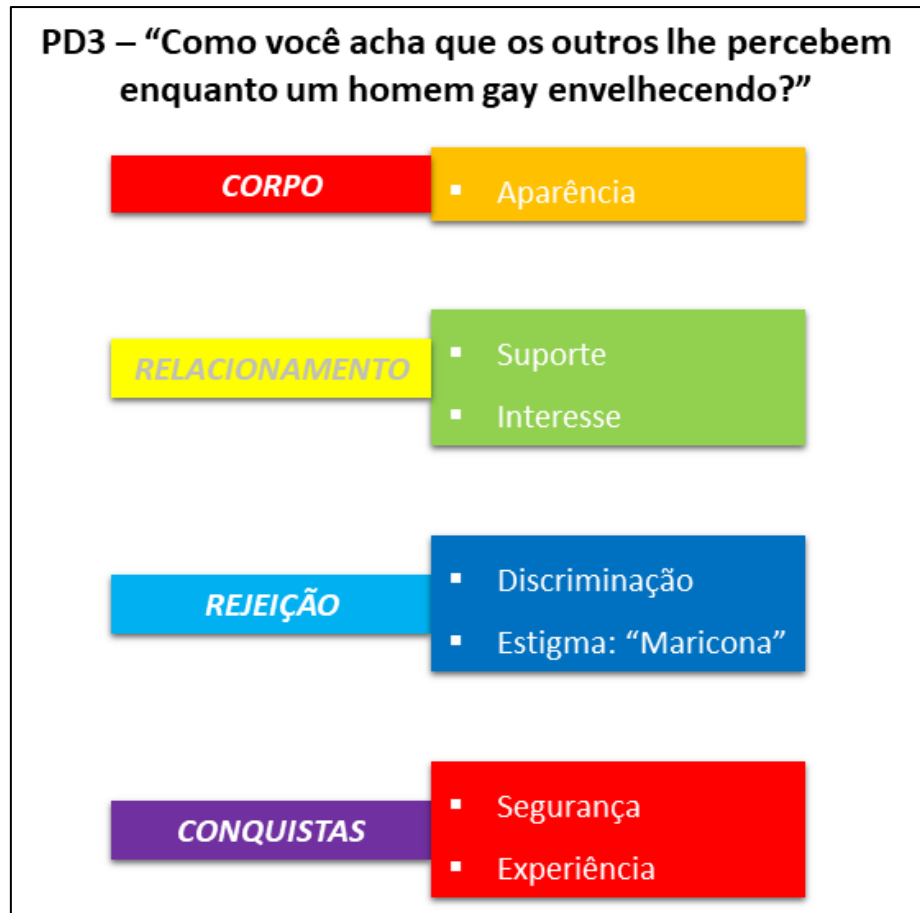 PD3 – “Como você acha que os outros lhe percebem
enquanto um homem gay envelhecendo?”
CORPO
▪ Aparência
RELACIONAMENTO
▪ Suporte
▪ Interesse
REJEIÇÃO
▪ Discriminação
▪ Estigma: “Maricona”
CONQUISTAS
▪ Segurança
▪ Experiência